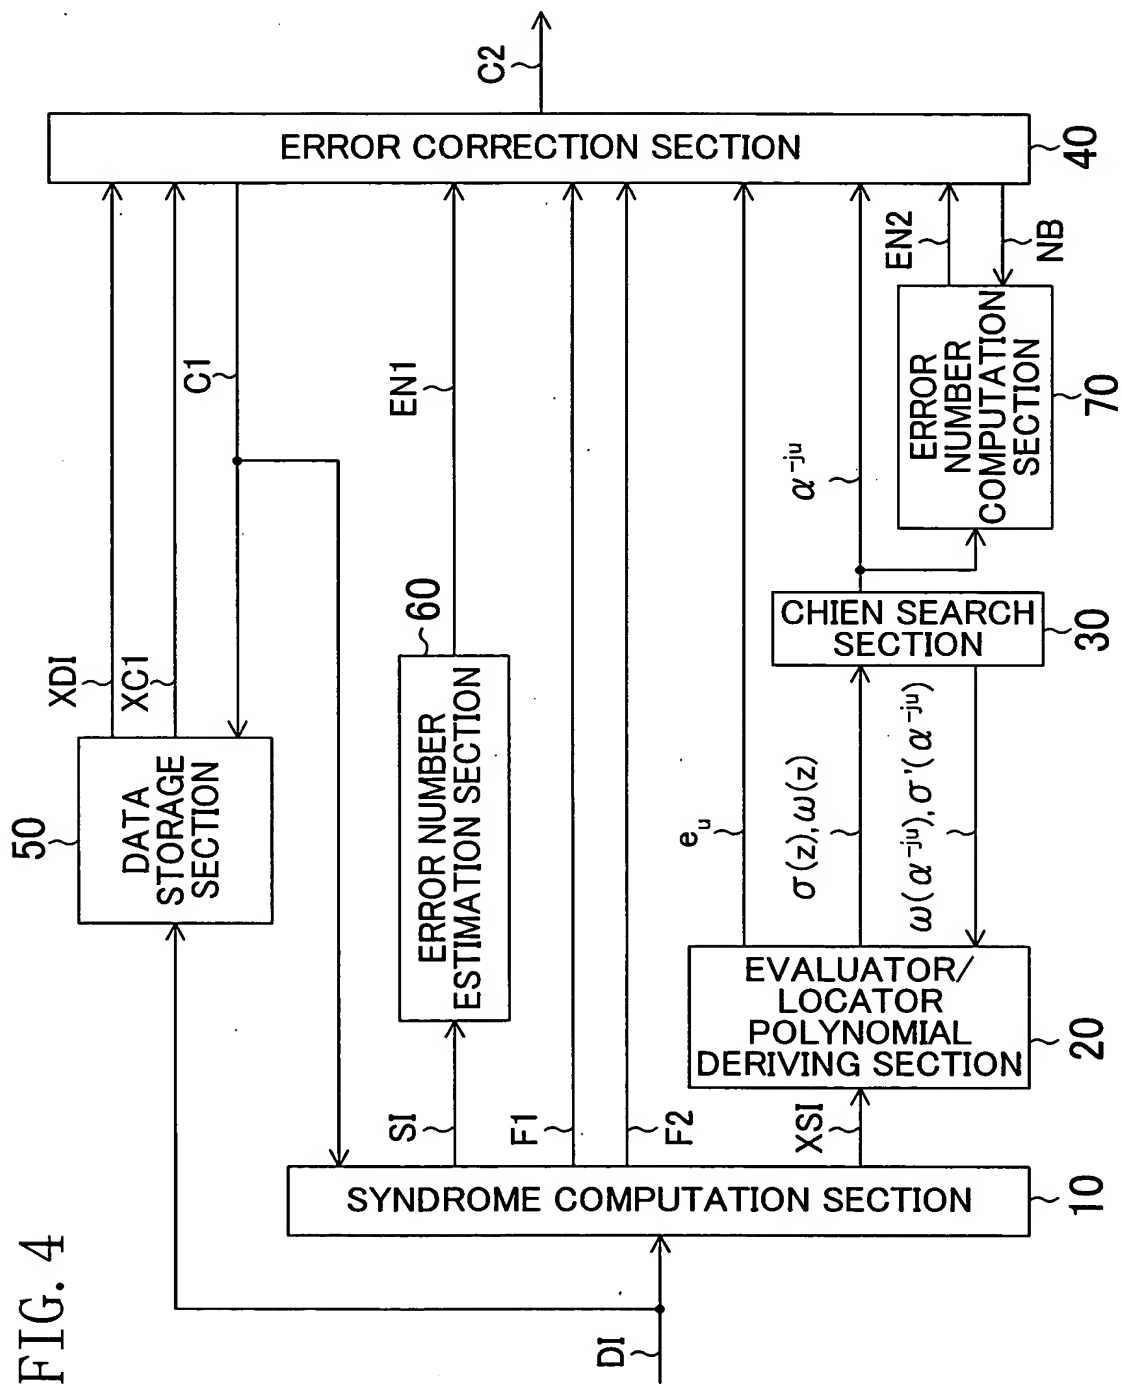 FIG. 4
50
DATA
STORAGE
SECTION
XDI
XC1
C1
60
ERROR NUMBER
ESTIMATION SECTION
SI
EN1
F1
F2
e_u
EVALUATOR/
LOCATOR
POLYNOMIAL
DERIVING SECTION
20
XSI
σ(z),ω(z)
ω(α^-ju),σ'(α^-ju)
CHIEN SEARCH
SECTION
30
α^-ju
ERROR
NUMBER
COMPUTATION
SECTION
70
EN2
NB
DI
SYNDROME COMPUTATION SECTION
10
ERROR CORRECTION SECTION
40
C2